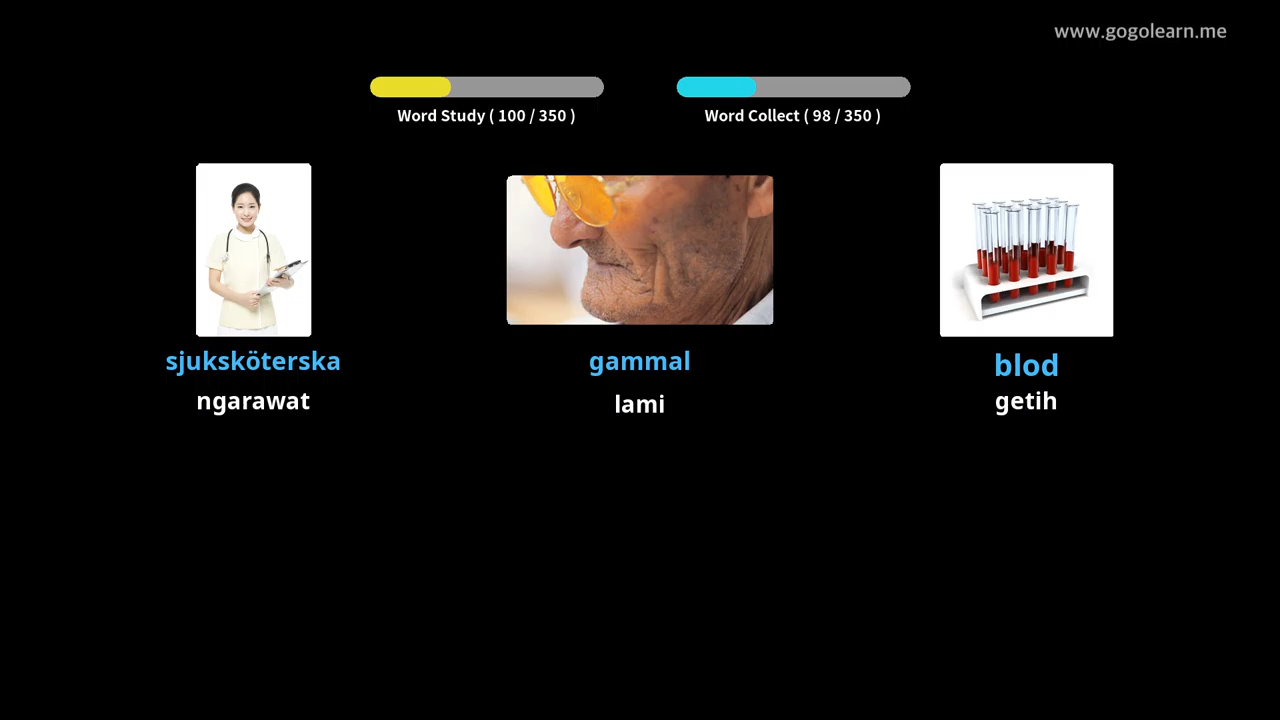 www.gogolearn.me
Word Study ( 100 / 350 )
Word Collect ( 98 / 350 )
sjuksköterska
ngarawat
gammal
lami
blod
getih